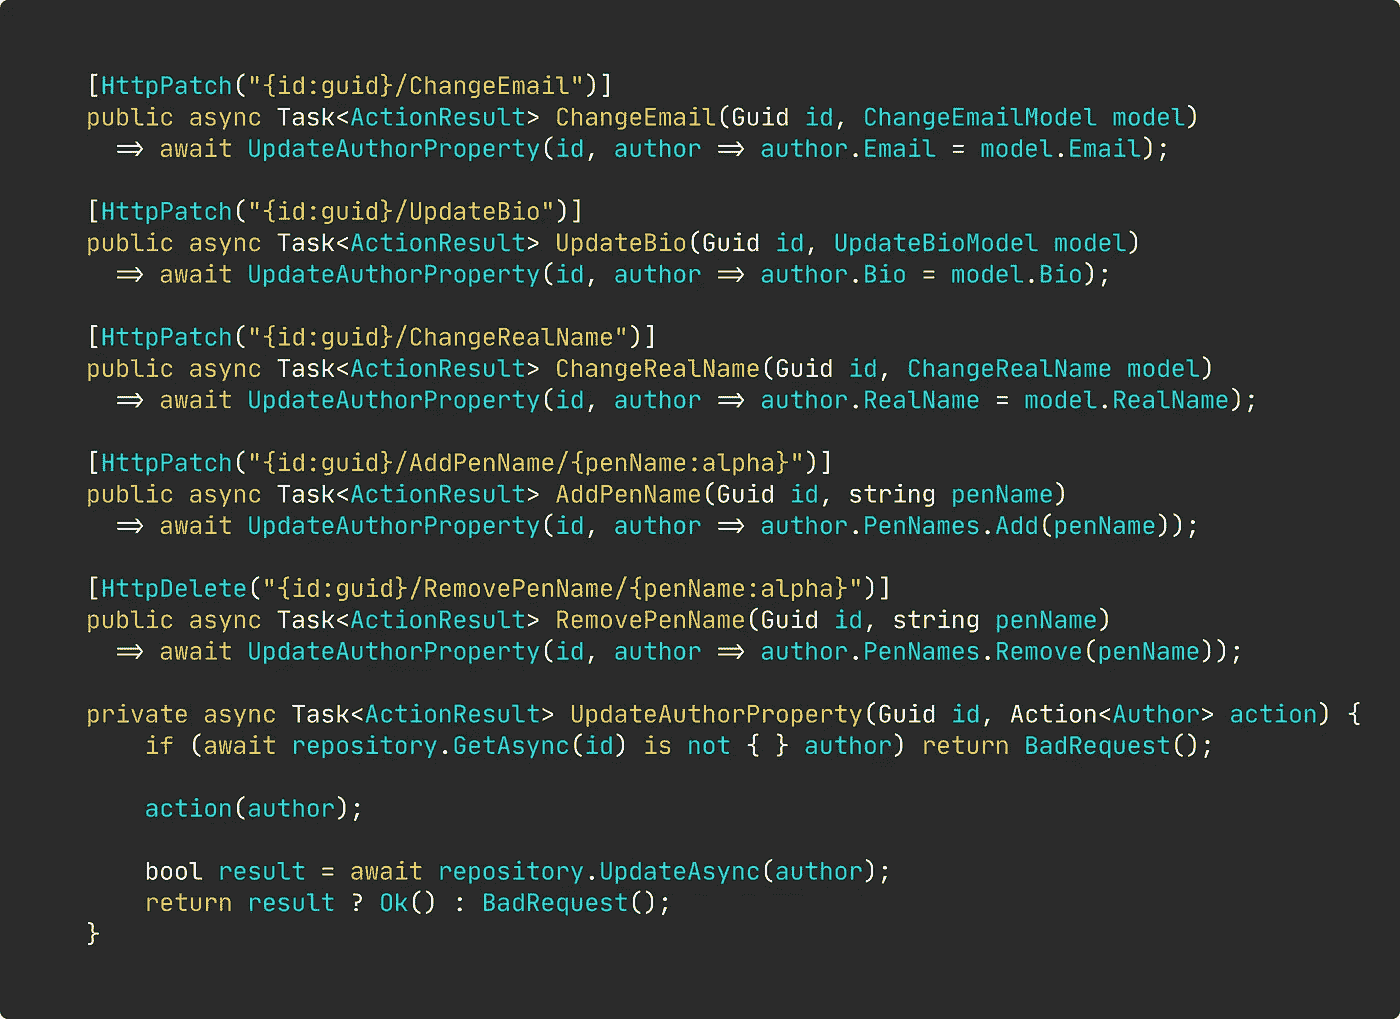 [HttpPatch("{id:guid}/ChangeEmail")]
public async Task<ActionResult> ChangeEmail(Guid id, ChangeEmailModel model)
  => await UpdateAuthorProperty(id, author => author.Email = model.Email);

[HttpPatch("{id:guid}/UpdateBio")]
public async Task<ActionResult> UpdateBio(Guid id, UpdateBioModel model)
  => await UpdateAuthorProperty(id, author => author.Bio = model.Bio);

[HttpPatch("{id:guid}/ChangeRealName")]
public async Task<ActionResult> ChangeRealName(Guid id, ChangeRealName model)
  => await UpdateAuthorProperty(id, author => author.RealName = model.RealName);

[HttpPatch("{id:guid}/AddPenName/{penName:alpha}")]
public async Task<ActionResult> AddPenName(Guid id, string penName)
  => await UpdateAuthorProperty(id, author => author.PenNames.Add(penName));

[HttpDelete("{id:guid}/RemovePenName/{penName:alpha}")]
public async Task<ActionResult> RemovePenName(Guid id, string penName)
  => await UpdateAuthorProperty(id, author => author.PenNames.Remove(penName));

private async Task<ActionResult> UpdateAuthorProperty(Guid id, Action<Author> action) {
    if (await repository.GetAsync(id) is not { } author) return BadRequest();

    action(author);

    bool result = await repository.UpdateAsync(author);
    return result ? Ok() : BadRequest();
}